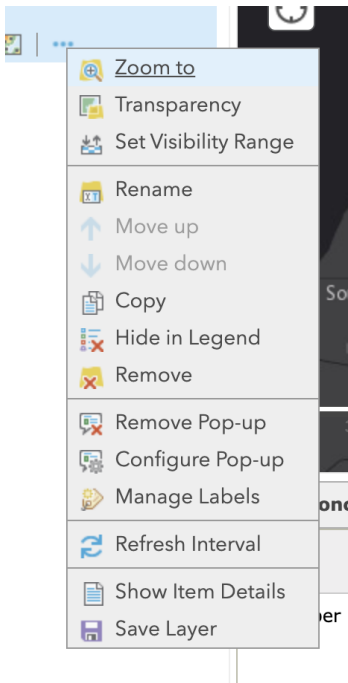 Zoom to
Transparency
Set Visibility Range
Rename
Move up
Move down
Copy
Hide in Legend
Remove
Remove Pop-up
Configure Pop-up
Manage Labels
Refresh Interval
Show Item Details
Save Layer